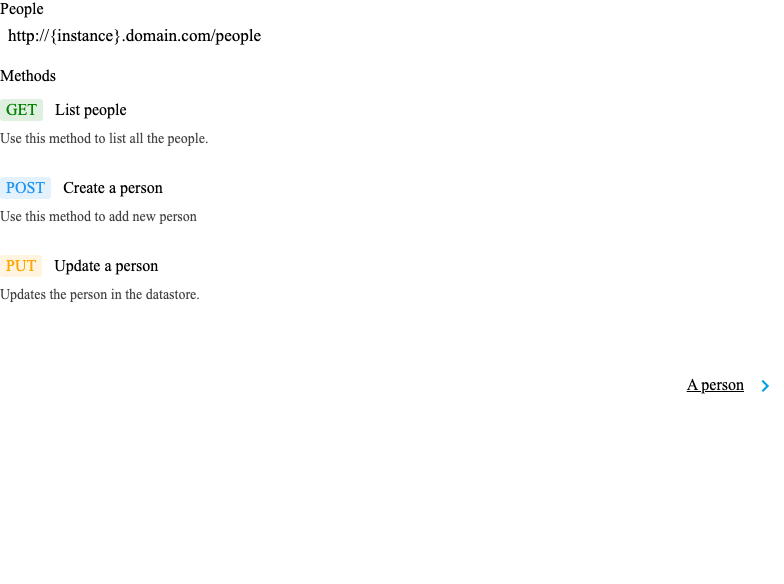 People
http://{instance}.domain.com/people
Methods
GET List people
Use this method to list all the people.
POST Create a person
Use this method to add new person
PUT Update a person
Updates the person in the datastore.
A person